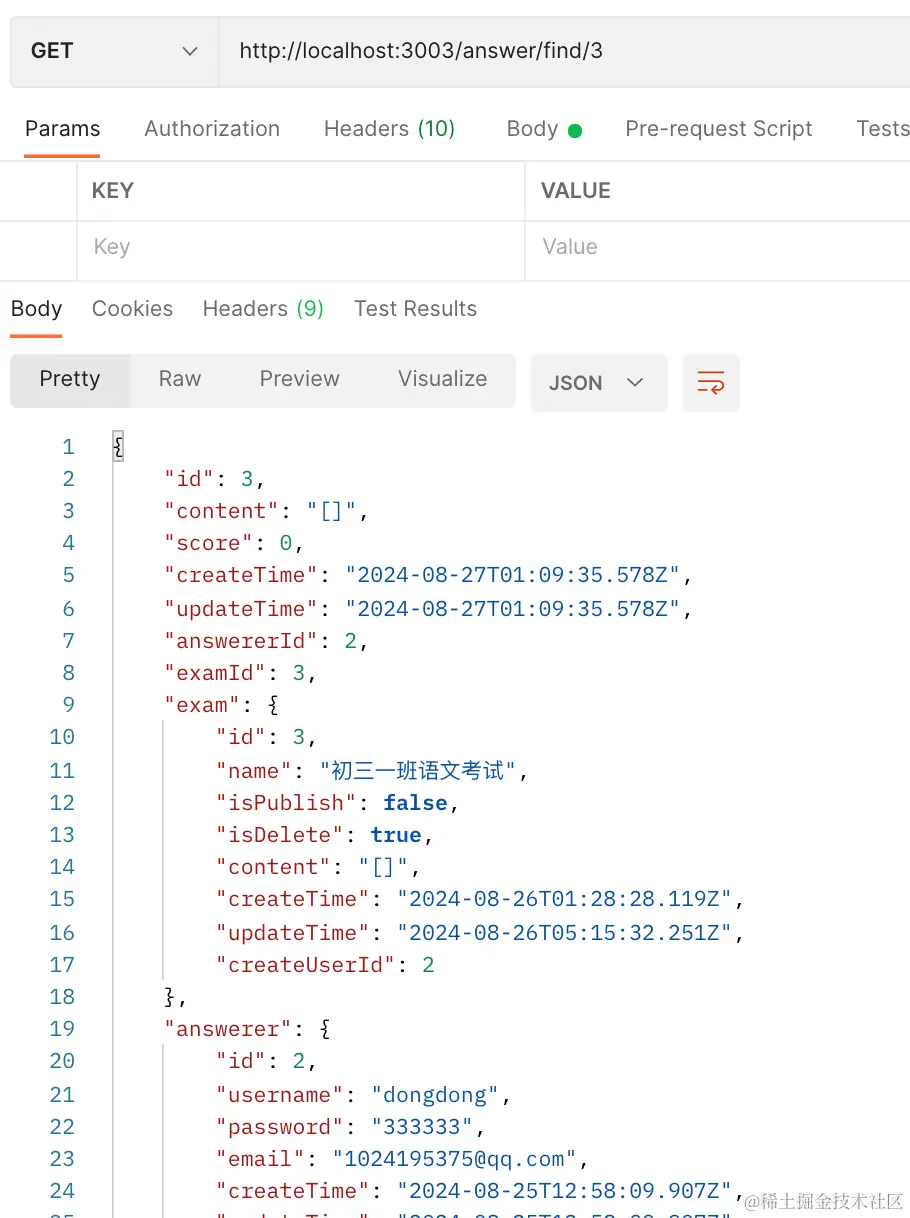 GET http://localhost:3003/answer/find/3
Params Authorization Headers (10) Body Pre-request Script Tests
KEY VALUE
Key Value
Body Cookies Headers (9) Test Results
Pretty Raw Preview Visualize JSON
1 {
2 "id": 3,
3 "content": "[]",
4 "score": 0,
5 "createTime": "2024-08-27T01:09:35.578Z",
6 "updateTime": "2024-08-27T01:09:35.578Z",
7 "answererId": 2,
8 "examId": 3,
9 "exam": {
10 "id": 3,
11 "name": "初三一班语文考试",
12 "isPublish": false,
13 "isDelete": true,
14 "content": "[]",
15 "createTime": "2024-08-26T01:28:28.119Z",
16 "updateTime": "2024-08-26T05:15:32.251Z",
17 "createUserId": 2
18 },
19 "answerer": {
20 "id": 2,
21 "username": "dongdong",
22 "password": "333333",
23 "email": "1024195375@qq.com",
24 "createTime": "2024-08-25T12:58:09.907Z",
@稀土掘金技术社区